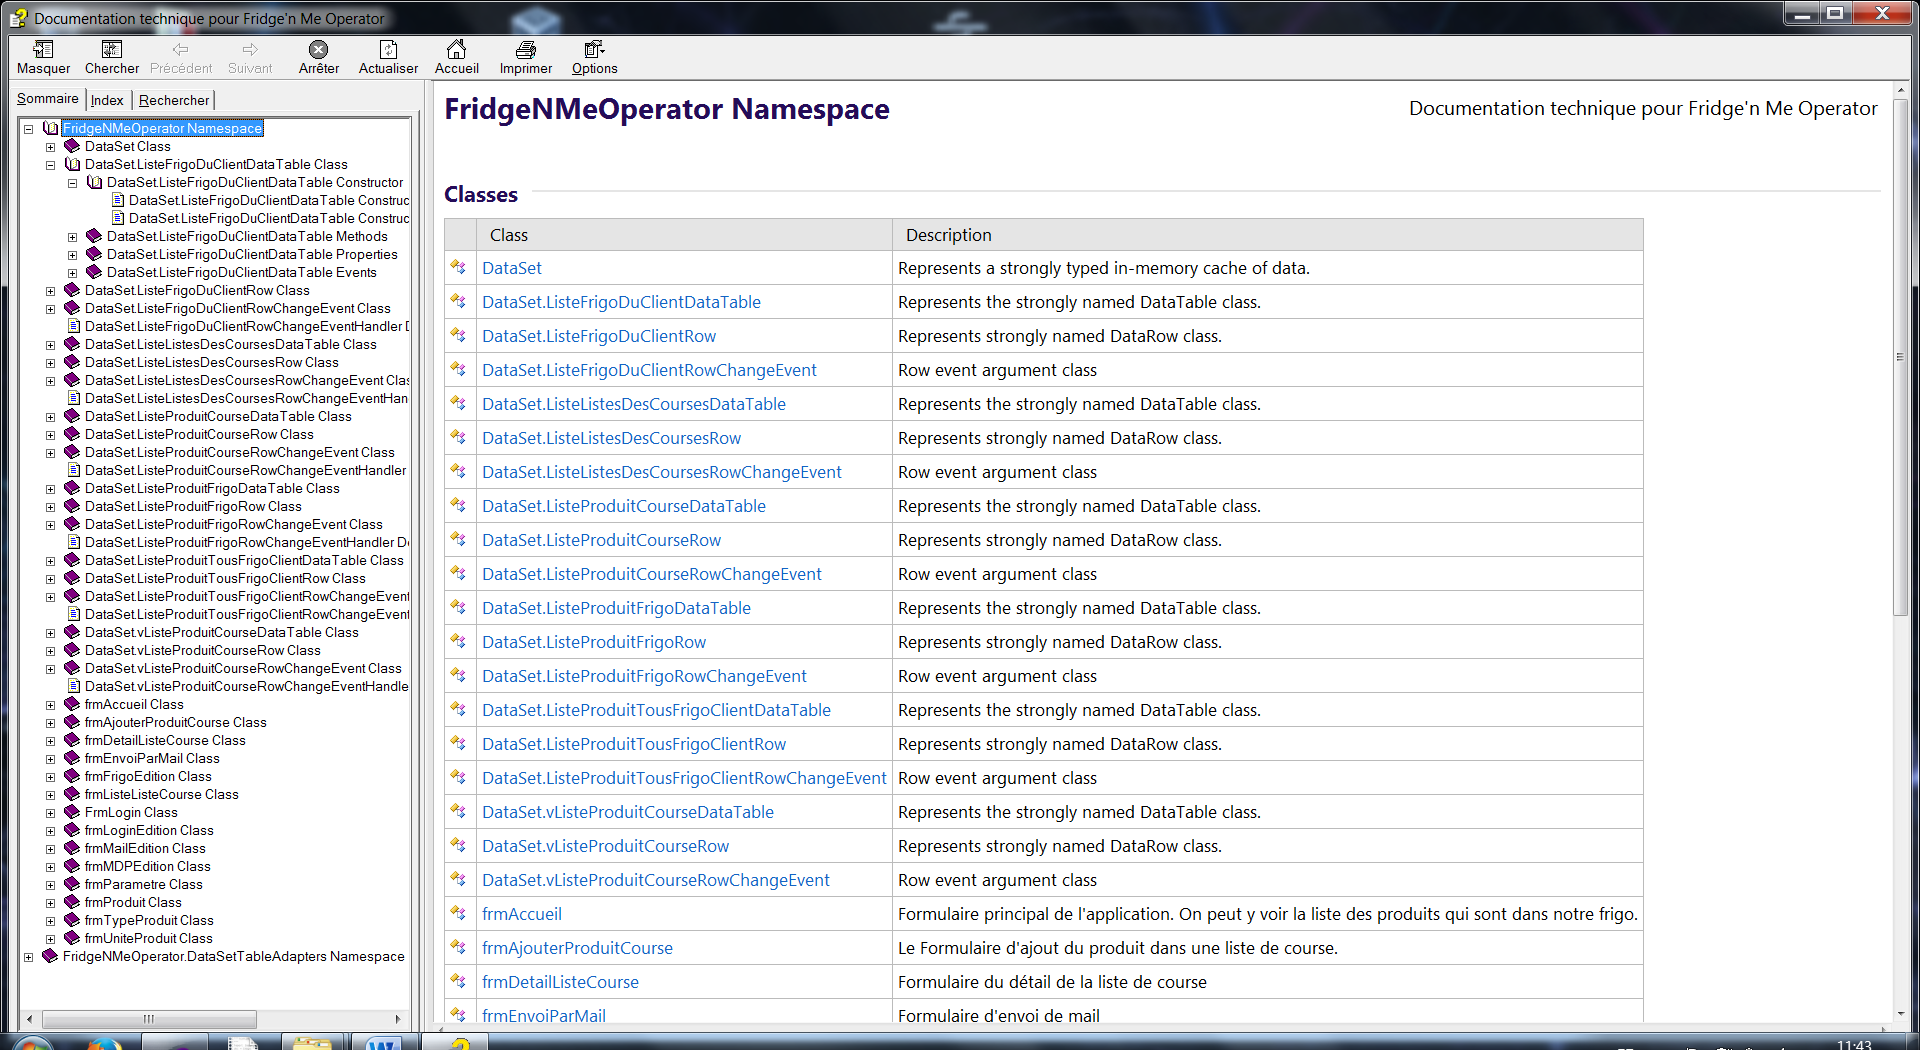 Documentation technique pour Fridge'n Me Operator
Masquer Chercher Précédent Suivant Arrêter Actualiser Accueil Imprimer Options
Sommaire Index Rechercher
FridgeNMeOperator Namespace
DataSet Class
DataSet.ListeFrigoDuClientDataTable Class
DataSet.ListeFrigoDuClientDataTable Constructor
DataSet.ListeFrigoDuClientDataTable Construc
DataSet.ListeFrigoDuClientDataTable Construc
DataSet.ListeFrigoDuClientDataTable Methods
DataSet.ListeFrigoDuClientDataTable Properties
DataSet.ListeFrigoDuClientDataTable Events
DataSet.ListeFrigoDuClientRow Class
DataSet.ListeFrigoDuClientRowChangeEvent Class
DataSet.ListeFrigoDuClientRowChangeEventHandler D
DataSet.ListeListesDesCoursesDataTable Class
DataSet.ListeListesDesCoursesRow Class
DataSet.ListeListesDesCoursesRowChangeEvent Clas
DataSet.ListeListesDesCoursesRowChangeEventHan
DataSet.ListeProduitCourseDataTable Class
DataSet.ListeProduitCourseRow Class
DataSet.ListeProduitCourseRowChangeEvent Class
DataSet.ListeProduitCourseRowChangeEventHandler
DataSet.ListeProduitFrigoDataTable Class
DataSet.ListeProduitFrigoRow Class
DataSet.ListeProduitFrigoRowChangeEvent Class
DataSet.ListeProduitFrigoRowChangeEventHandler De
DataSet.ListeProduitTousFrigoClientDataTable Class
DataSet.ListeProduitTousFrigoClientRow Class
DataSet.ListeProduitTousFrigoClientRowChangeEvent
DataSet.ListeProduitTousFrigoClientRowChangeEvent
DataSet.vListeProduitCourseDataTable Class
DataSet.vListeProduitCourseRow Class
DataSet.vListeProduitCourseRowChangeEvent Class
DataSet.vListeProduitCourseRowChangeEventHandle
frmAccueil Class
frmAjouterProduitCourse Class
frmDetailListeCourse Class
frmEnvoiParMail Class
frmFrigoEdition Class
frmListeListeCourse Class
FrmLogin Class
frmLoginEdition Class
frmMailEdition Class
frmMDPEdition Class
frmParametre Class
frmProduit Class
frmTypeProduit Class
frmUniteProduit Class
FridgeNMeOperator.DataSetTableAdapters Namespace
FridgeNMeOperator Namespace
Documentation technique pour Fridge'n Me Operator
Classes
Class Description
DataSet Represents a strongly typed in-memory cache of data.
DataSet.ListeFrigoDuClientDataTable Represents the strongly named DataTable class.
DataSet.ListeFrigoDuClientRow Represents strongly named DataRow class.
DataSet.ListeFrigoDuClientRowChangeEvent Row event argument class
DataSet.ListeListesDesCoursesDataTable Represents the strongly named DataTable class.
DataSet.ListeListesDesCoursesRow Represents strongly named DataRow class.
DataSet.ListeListesDesCoursesRowChangeEvent Row event argument class
DataSet.ListeProduitCourseDataTable Represents the strongly named DataTable class.
DataSet.ListeProduitCourseRow Represents strongly named DataRow class.
DataSet.ListeProduitCourseRowChangeEvent Row event argument class
DataSet.ListeProduitFrigoDataTable Represents the strongly named DataTable class.
DataSet.ListeProduitFrigoRow Represents strongly named DataRow class.
DataSet.ListeProduitFrigoRowChangeEvent Row event argument class
DataSet.ListeProduitTousFrigoClientDataTable Represents the strongly named DataTable class.
DataSet.ListeProduitTousFrigoClientRow Represents strongly named DataRow class.
DataSet.ListeProduitTousFrigoClientRowChangeEvent Row event argument class
DataSet.vListeProduitCourseDataTable Represents the strongly named DataTable class.
DataSet.vListeProduitCourseRow Represents strongly named DataRow class.
DataSet.vListeProduitCourseRowChangeEvent Row event argument class
frmAccueil Formulaire principal de l'application. On peut y voir la liste des produits qui sont dans notre frigo.
frmAjouterProduitCourse Le Formulaire d'ajout du produit dans une liste de course.
frmDetailListeCourse Formulaire du détail de la liste de course
frmEnvoiParMail Formulaire d'envoi de mail
11:43